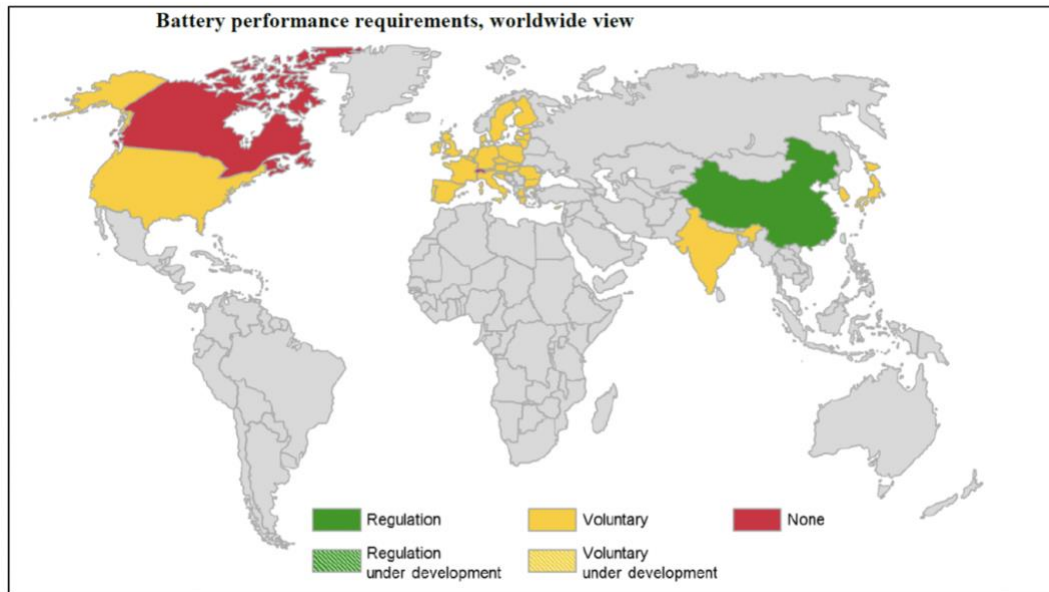 Battery performance requirements, worldwide view
Regulation
Voluntary
None
Regulation
under development
Voluntary
under development